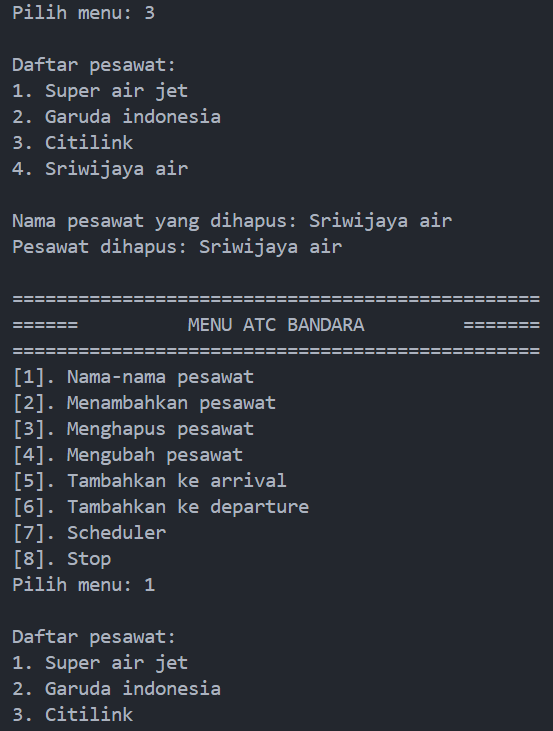 Pilih menu: 3
Daftar pesawat:
1. Super air jet
2. Garuda indonesia
3. Citilink
4. Sriwijaya air
Nama pesawat yang dihapus: Sriwijaya air
Pesawat dihapus: Sriwijaya air
================================================
======          MENU ATC BANDARA         =======
================================================
[1]. Nama-nama pesawat
[2]. Menambahkan pesawat
[3]. Menghapus pesawat
[4]. Mengubah pesawat
[5]. Tambahkan ke arrival
[6]. Tambahkan ke departure
[7]. Scheduler
[8]. Stop
Pilih menu: 1
Daftar pesawat:
1. Super air jet
2. Garuda indonesia
3. Citilink